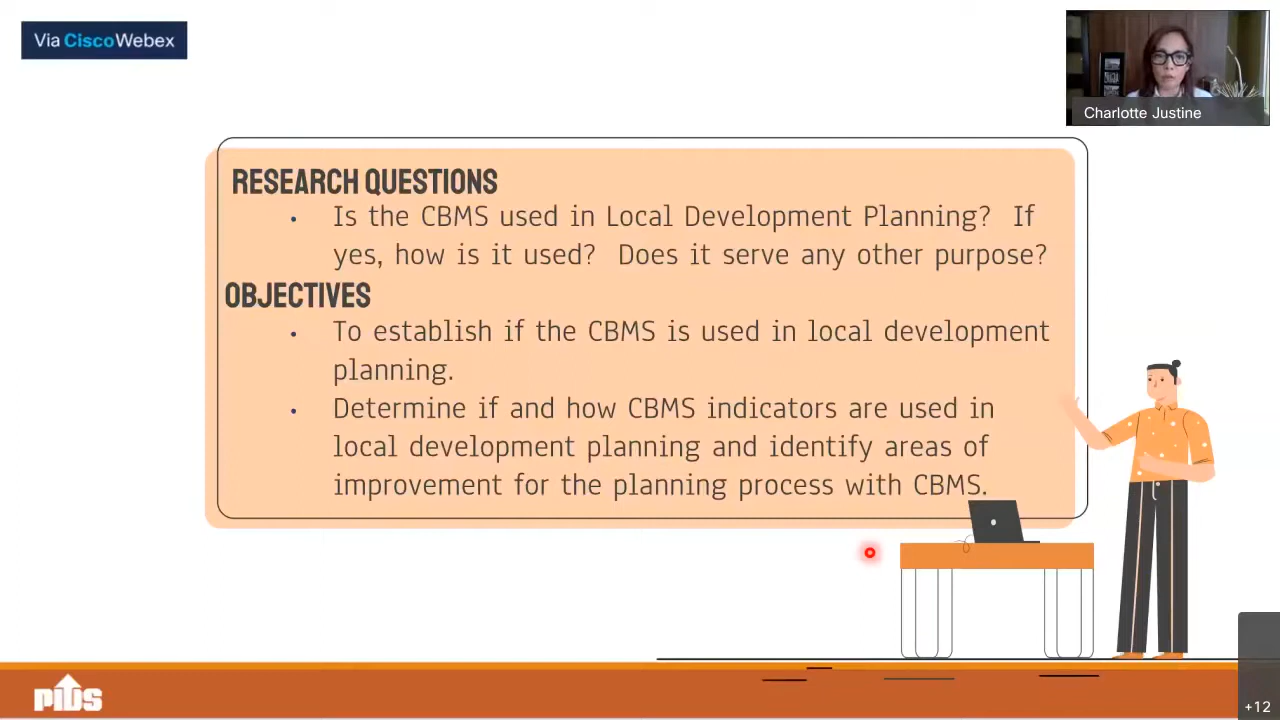 Via CiscoWebex
Charlotte Justine
RESEARCH QUESTIONS
• Is the CBMS used in Local Development Planning? If
yes, how is it used? Does it serve any other purpose?
OBJECTIVES
• To establish if the CBMS is used in local development
planning.
• Determine if and how CBMS indicators are used in
local development planning and identify areas of
improvement for the planning process with CBMS.
PIDS
+12